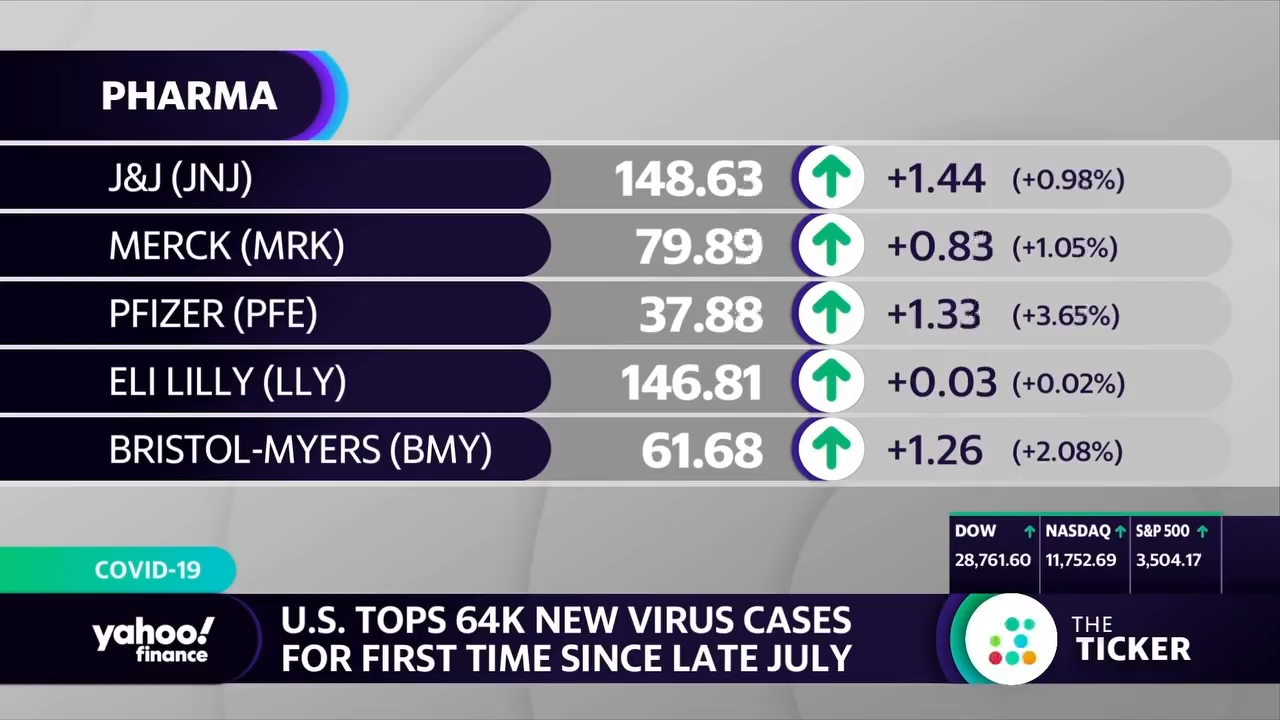 PHARMA
J&J (JNJ) 148.63 +1.44 (+0.98%)
MERCK (MRK) 79.89 +0.83 (+1.05%)
PFIZER (PFE) 37.88 +1.33 (+3.65%)
ELI LILLY (LLY) 146.81 +0.03 (+0.02%)
BRISTOL-MYERS (BMY) 61.68 +1.26 (+2.08%)
DOW NASDAQ S&P 500
28,761.60 11,752.69 3,504.17
COVID-19
yahoo!
finance
U.S. TOPS 64K NEW VIRUS CASES
FOR FIRST TIME SINCE LATE JULY
THE
TICKER